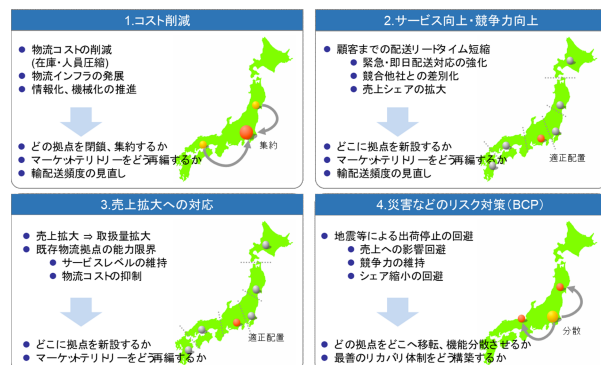 1.コスト削減
物流コストの削減
(在庫・人員圧縮)
物流インフラの発展
情報化、機械化の推進
どの拠点を閉鎖、集約するか
マーケットテリトリーをどう再編するか
輸配送頻度の見直し
集約
2.サービス向上・競争力向上
顧客までの配送リードタイム短縮
緊急・即日配送対応の強化
競合他社との差別化
売上シェアの拡大
どこに拠点を新設するか
マーケットテリトリーをどう再編するか
輸配送頻度の見直し
適正配置
3.売上拡大への対応
売上拡大 ⇒ 取扱量拡大
既存物流拠点の能力限界
サービスレベルの維持
物流コストの抑制
どこに拠点を新設するか
マーケットテリトリーをどう再編するか
適正配置
4.災害などのリスク対策(BCP)
地震等による出荷停止の回避
売上への影響回避
競争力の維持
シェア縮小の回避
どの拠点をどこへ移転、機能分散させるか
最善のリカバリ体制をどう構築するか
分散